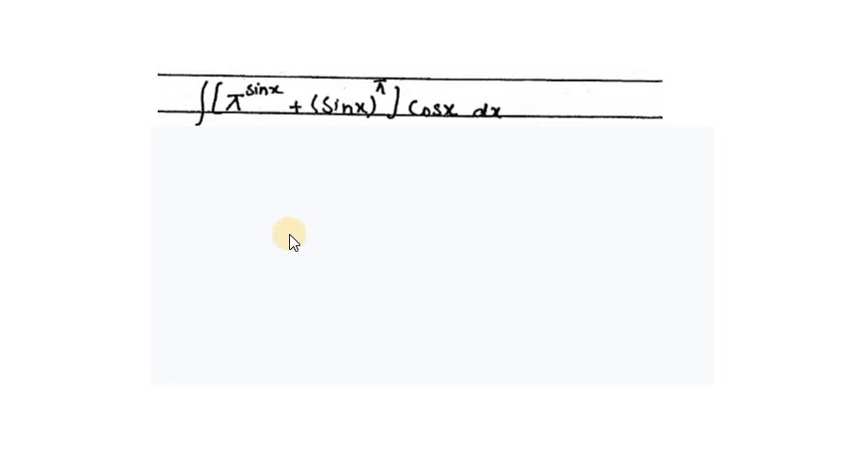 ∫[π^sinx + (sinx)^π] cosx dx